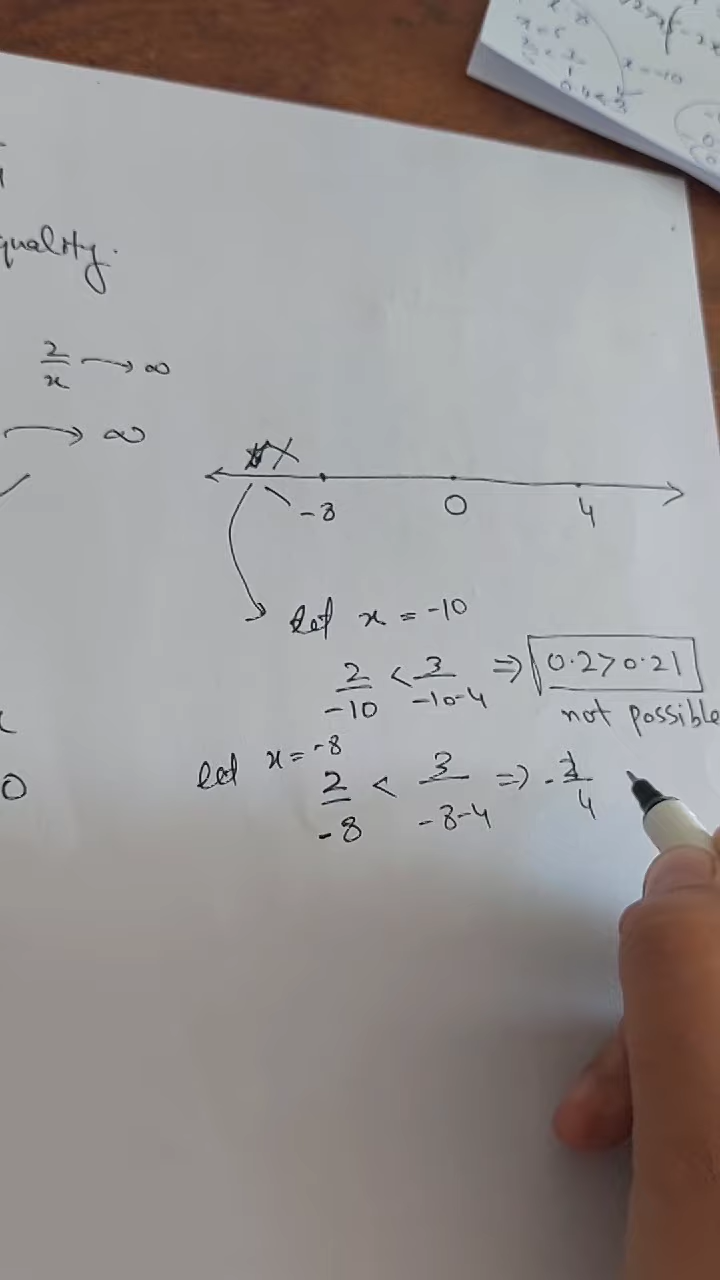 quality.
2/x → ∞
→ ∞
X
-8 0 4
let x = -10
2/-10 < 3/-10-4 ⇒ 0.2 > 0.21
not possible
let x = -8
2/-8 < 3/-8-4 ⇒ -1/4
0
x = -10